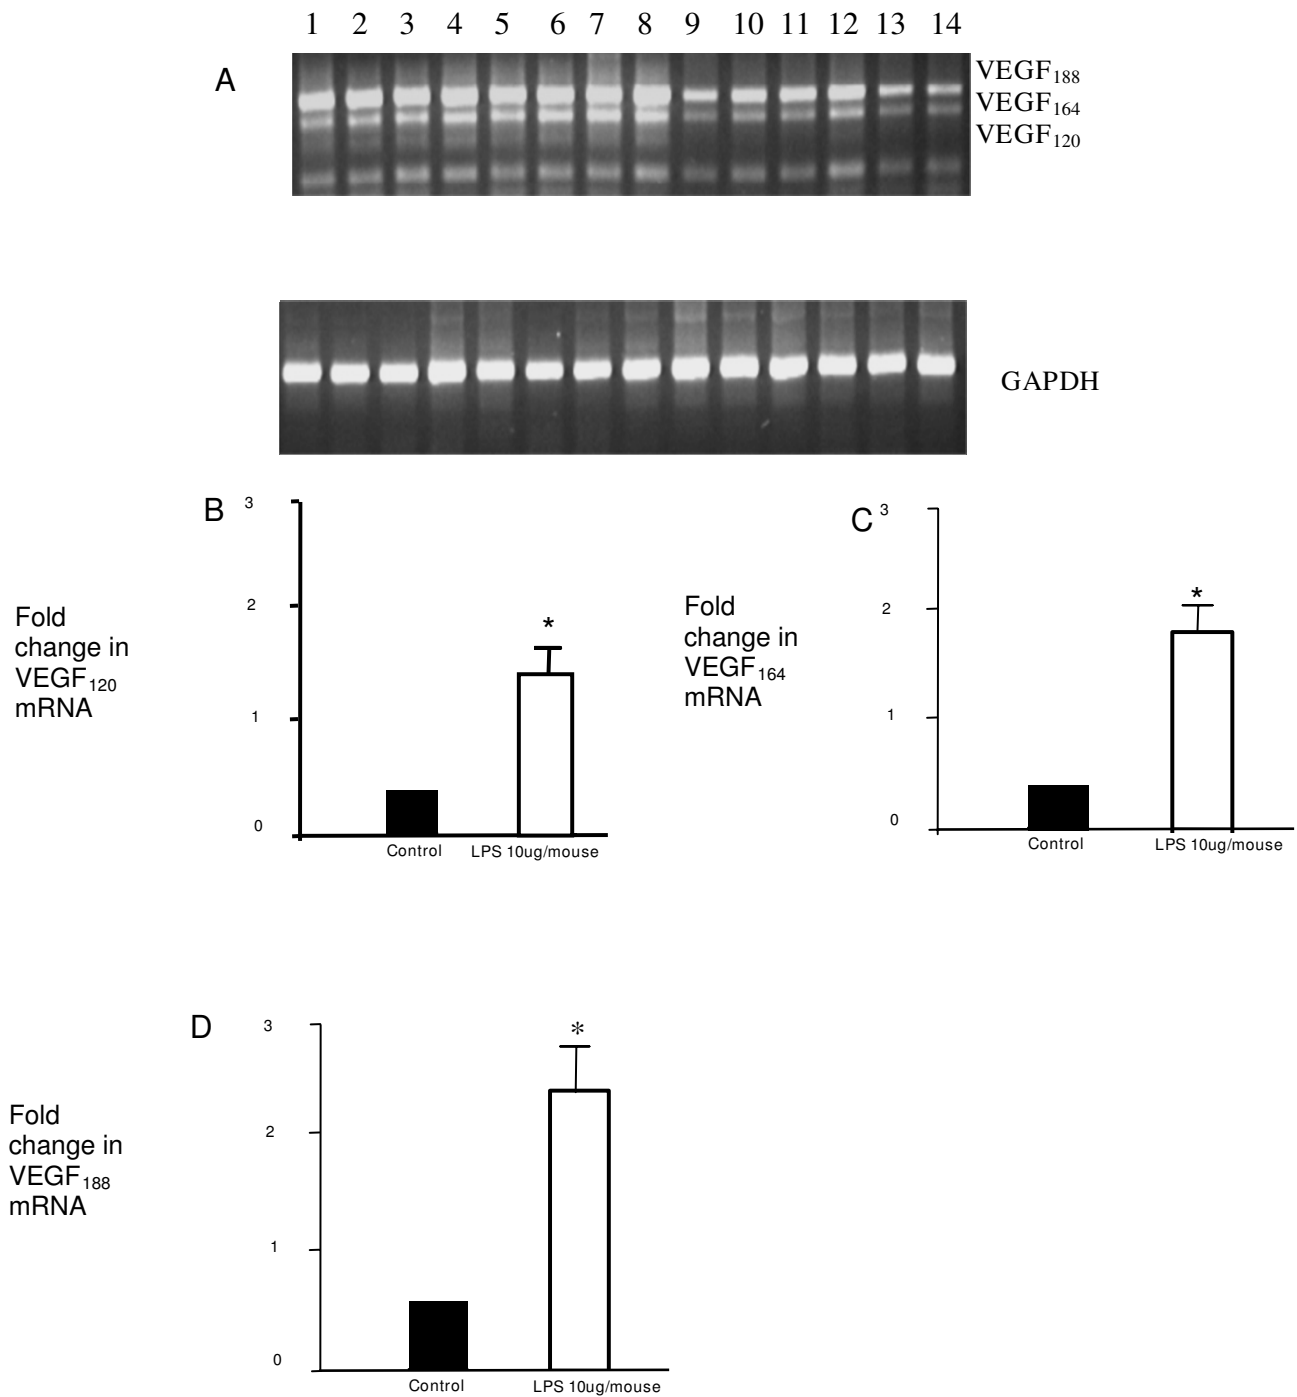 1 2 3 4 5 6 7 8 9 10 11 12 13 14
A
VEGF188
VEGF164
VEGF120
GAPDH
B
3
2
1
0
Fold
change in
VEGF120
mRNA
*
Control LPS 10ug/mouse
C
3
2
1
0
Fold
change in
VEGF164
mRNA
*
Control LPS 10ug/mouse
D
3
2
1
0
Fold
change in
VEGF188
mRNA
*
Control LPS 10ug/mouse